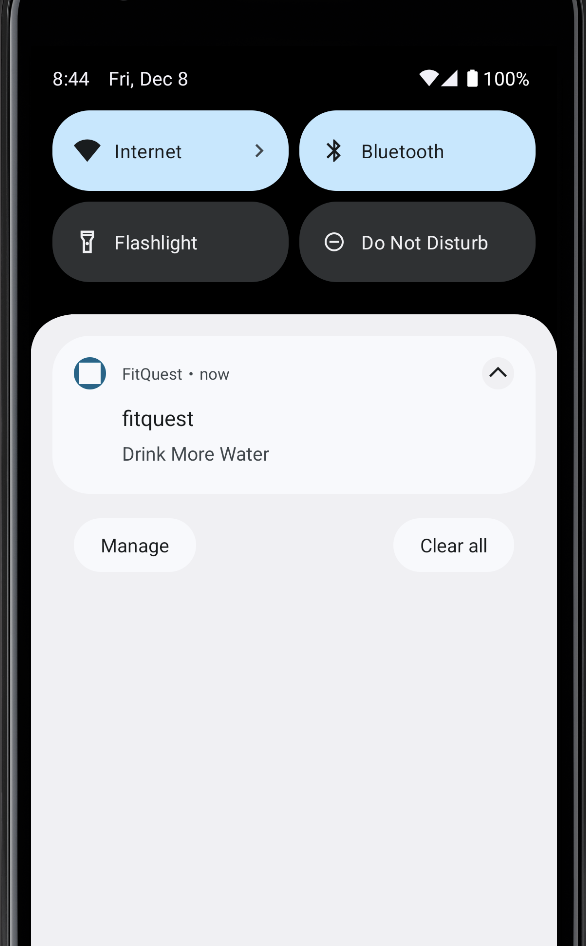 8:44 Fri, Dec 8 100%
Internet Bluetooth
Flashlight Do Not Disturb
FitQuest • now
fitquest
Drink More Water
Manage Clear all